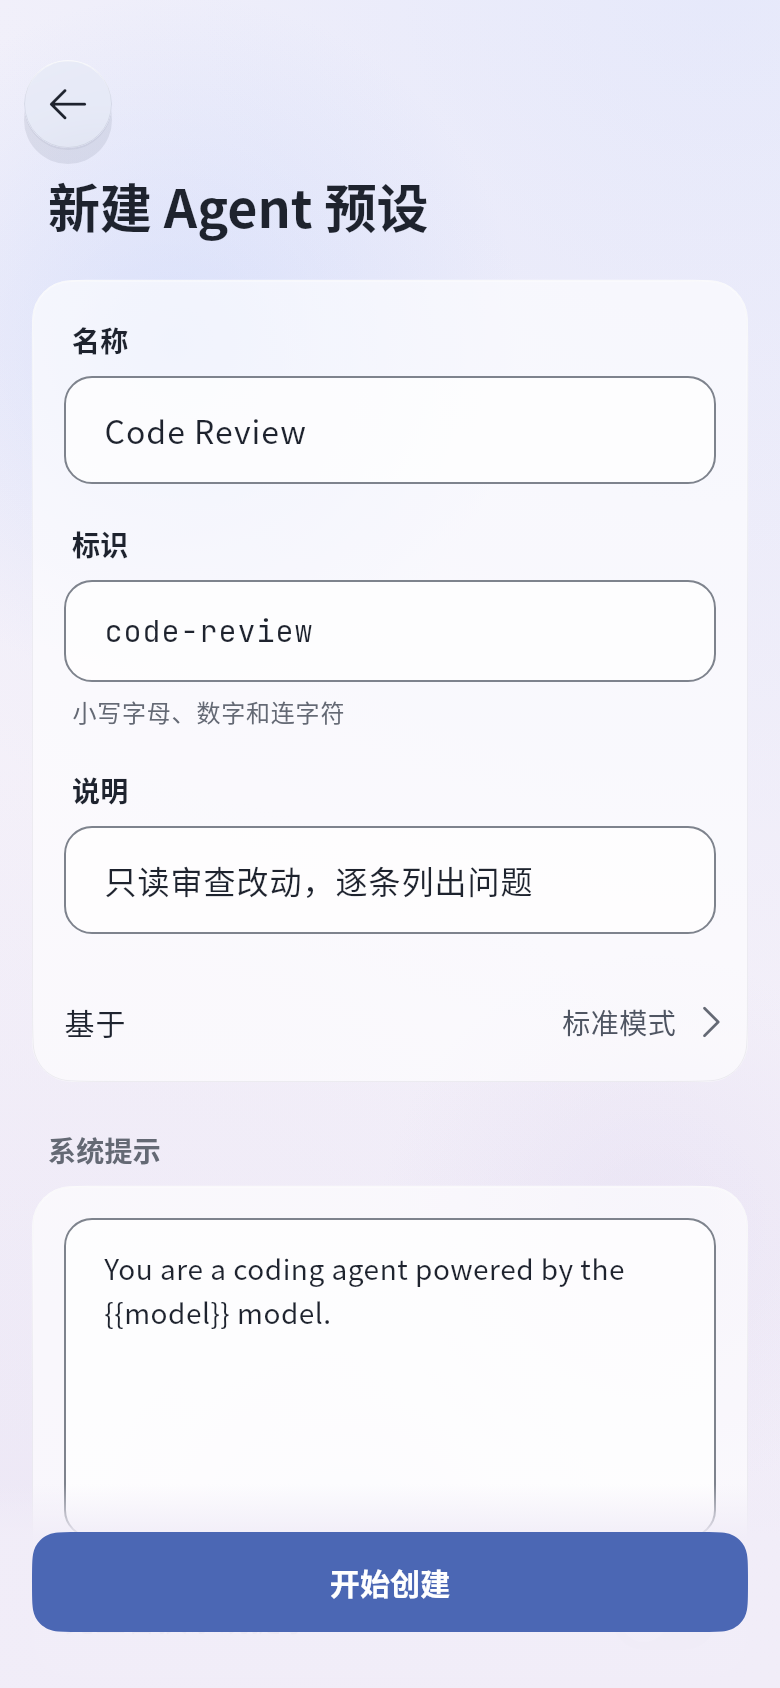 新建 Agent 预设
名称
Code Review
标识
code-review
小写字母、数字和连字符
说明
只读审查改动，逐条列出问题
基于 标准模式
系统提示
You are a coding agent powered by the
{{model}} model.
开始创建